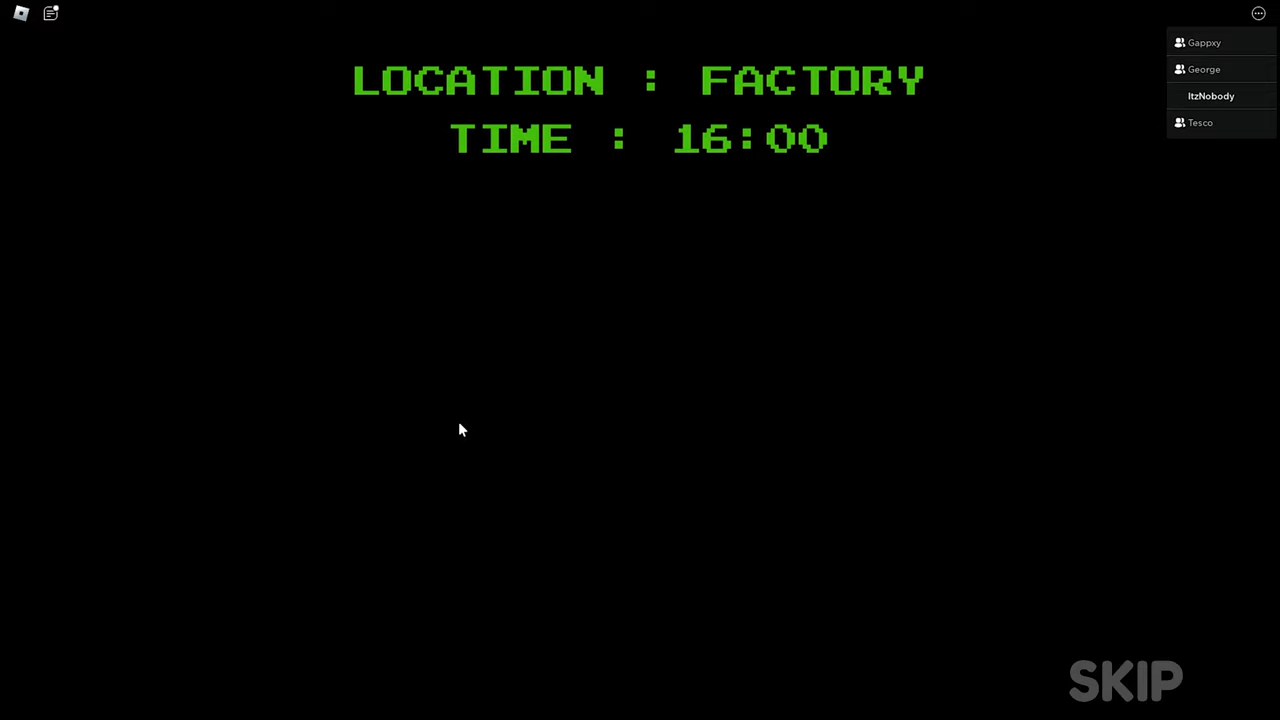 LOCATION : FACTORY
TIME : 16:00
Gappxy
George
ItzNobody
Tesco
SKIP